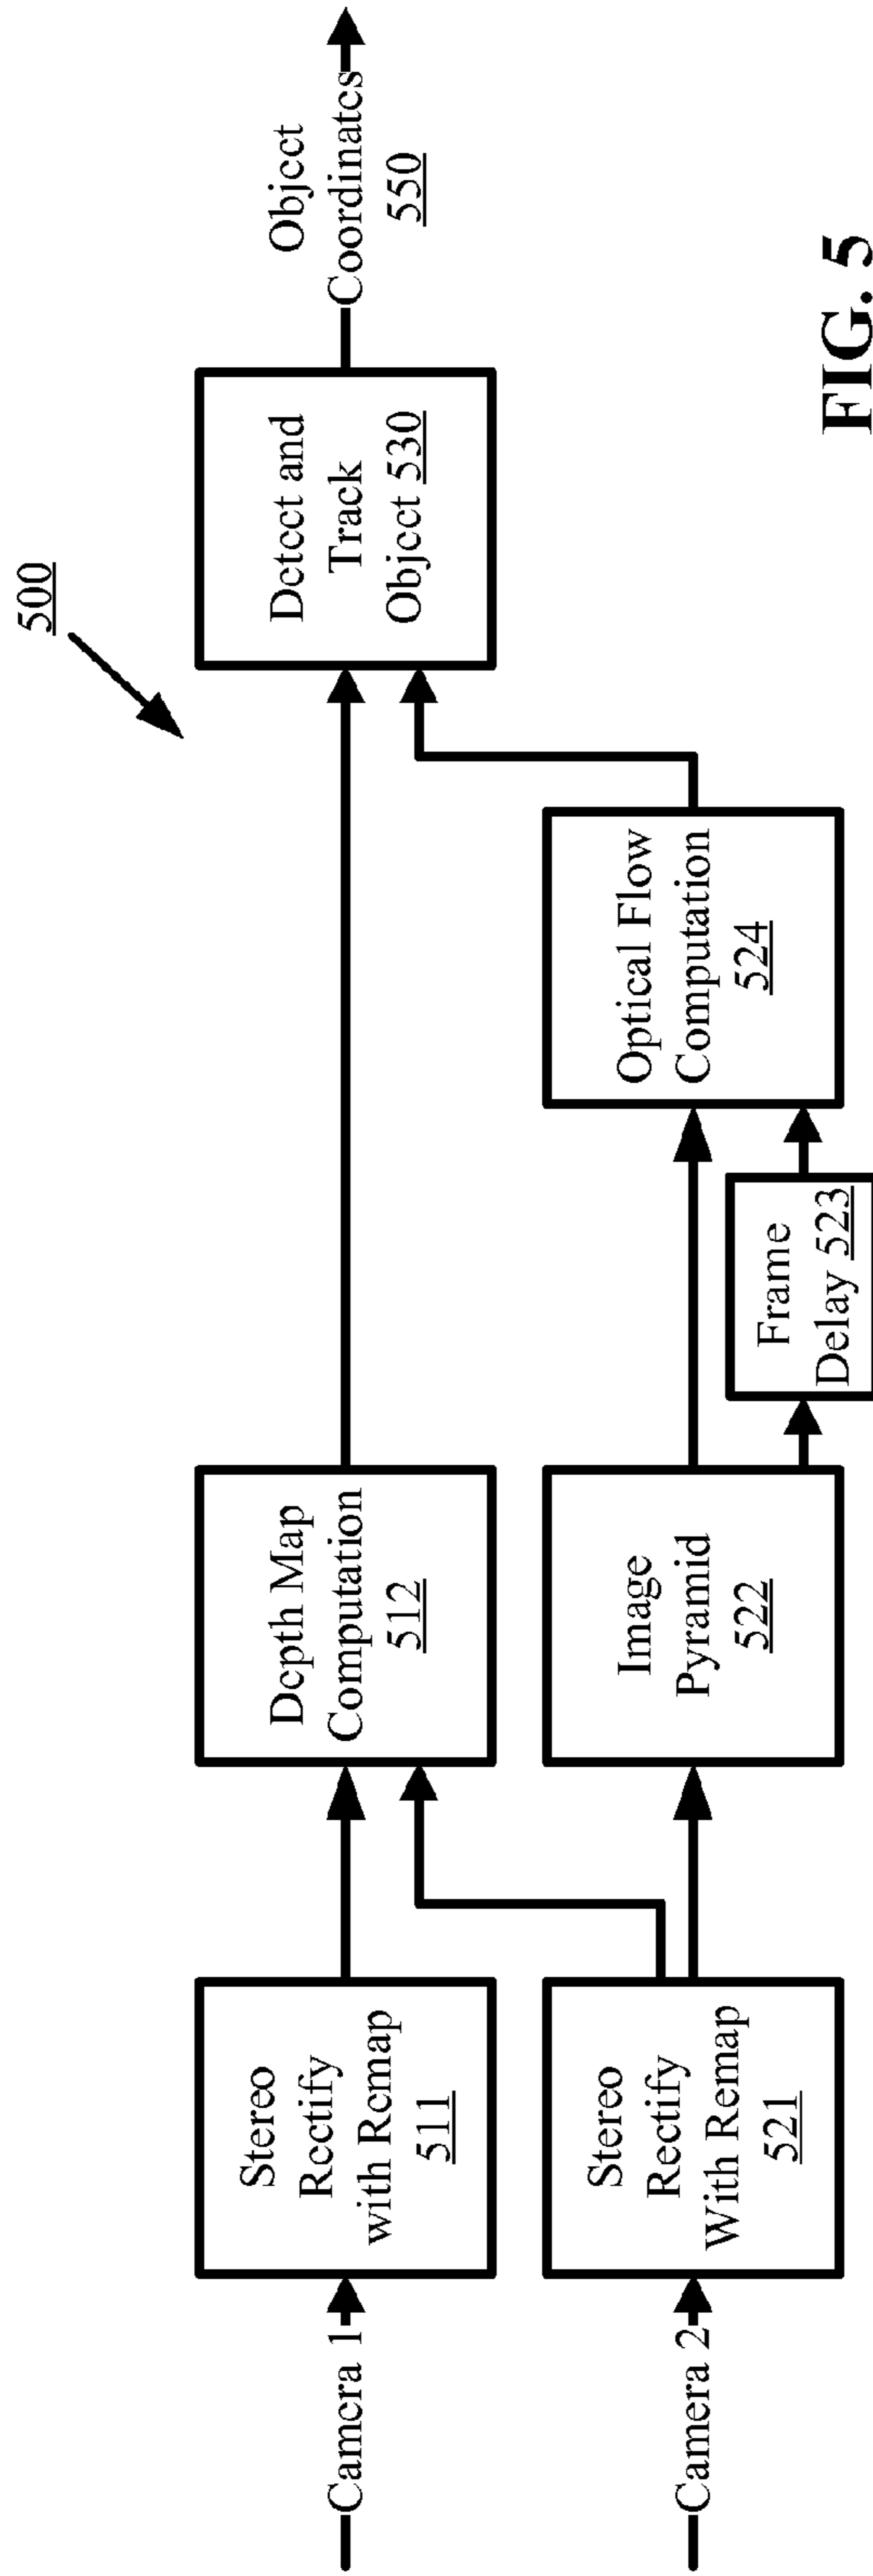 500
Camera 1
Stereo
Rectify
with Remap
511
Depth Map
Computation
512
Detect and
Track
Object 530
Object
Coordinates
550
Camera 2
Stereo
Rectify
With Remap
521
Image
Pyramid
522
Frame
Delay 523
Optical Flow
Computation
524
FIG. 5